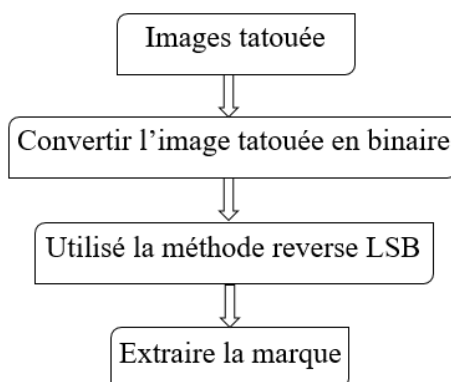 Images tatouée
Convertir l'image tatouée en binaire
Utilisé la méthode reverse LSB
Extraire la marque